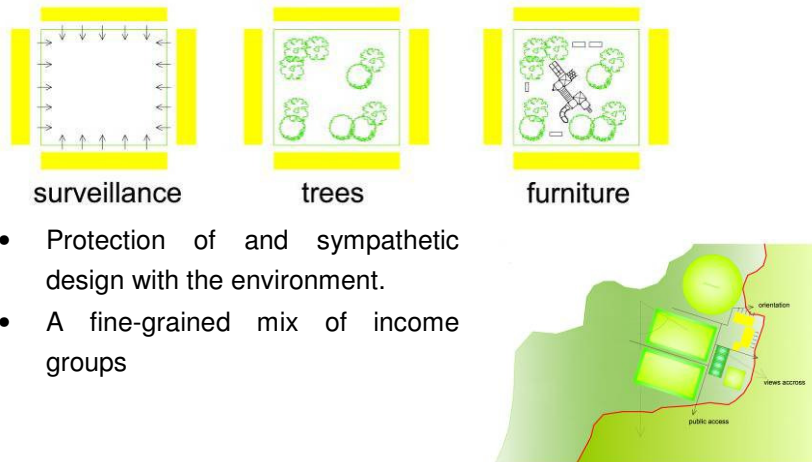 surveillance trees furniture
• Protection of and sympathetic
design with the environment.
• A fine-grained mix of income
groups
orientation
views accross
public access